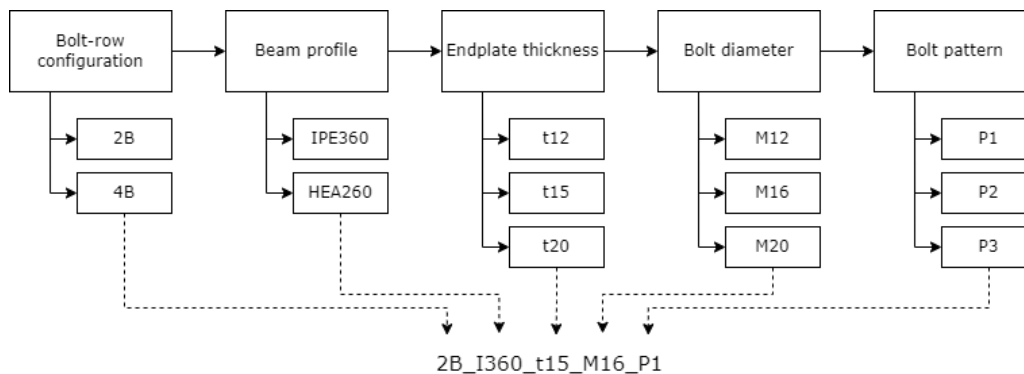 Bolt-row
configuration
Beam profile
Endplate thickness
Bolt diameter
Bolt pattern
2B
IPE360
t12
M12
P1
4B
HEA260
t15
M16
P2
t20
M20
P3
2B_I360_t15_M16_P1